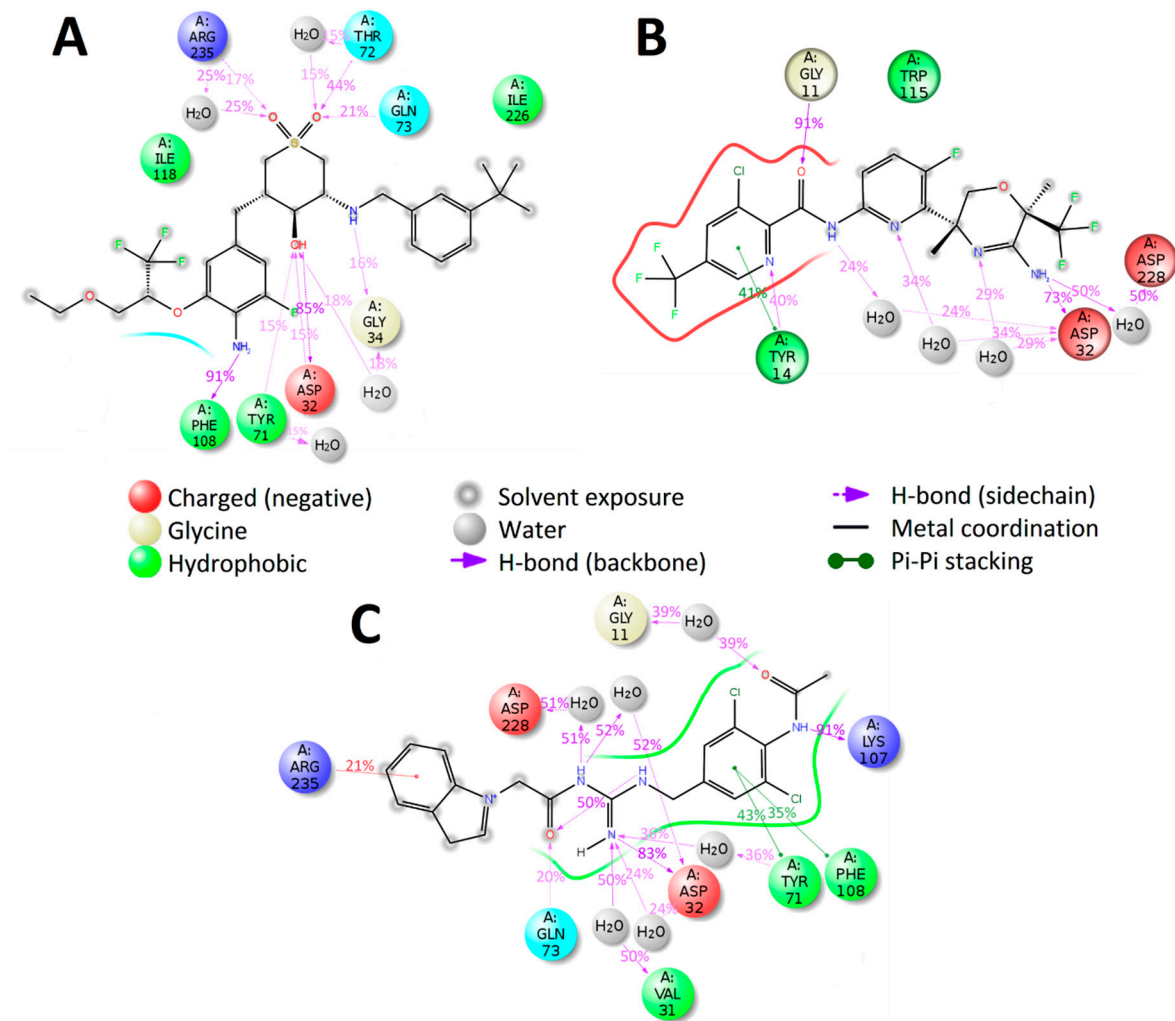 A
A:
ARG
235
H₂O
15%
A:
THR
72
25%
17%
15%
44%
H₂O
25%
21%
A:
GLN
73
A:
ILE
226
A:
ILE
118
O
O
S
F
F
F
OH
NH
16%
O
O
F
NH₂
85%
18%
15%
15%
A:
GLY
34
18%
91%
A:
ASP
32
H₂O
A:
PHE
108
A:
TYR
71
15%
H₂O
B
A:
GLY
11
A:
TRP
115
91%
Cl
O
F
O
N
H
N
N
N
F
F
F
F
F
F
NH₂
41%
40%
24%
34%
29%
73%
50%
A:
ASP
228
50%
H₂O
H₂O
24%
34%
H₂O
H₂O
29%
A:
ASP
32
A:
TYR
14
Charged (negative)
Glycine
Hydrophobic
Solvent exposure
Water
H-bond (backbone)
H-bond (sidechain)
Metal coordination
Pi-Pi stacking
C
A:
GLY
11
39%
H₂O
39%
O
A:
ASP
228
51%
H₂O
H₂O
51%
52%
52%
Cl
NH
91%
A:
LYS
107
A:
ARG
235
21%
N⁺
H
N
H
N
50%
O
Cl
43%
35%
H
N
83%
36%
H₂O
36%
20%
50%
24%
24%
A:
ASP
32
A:
TYR
71
A:
PHE
108
A:
GLN
73
H₂O
H₂O
50%
A:
VAL
31